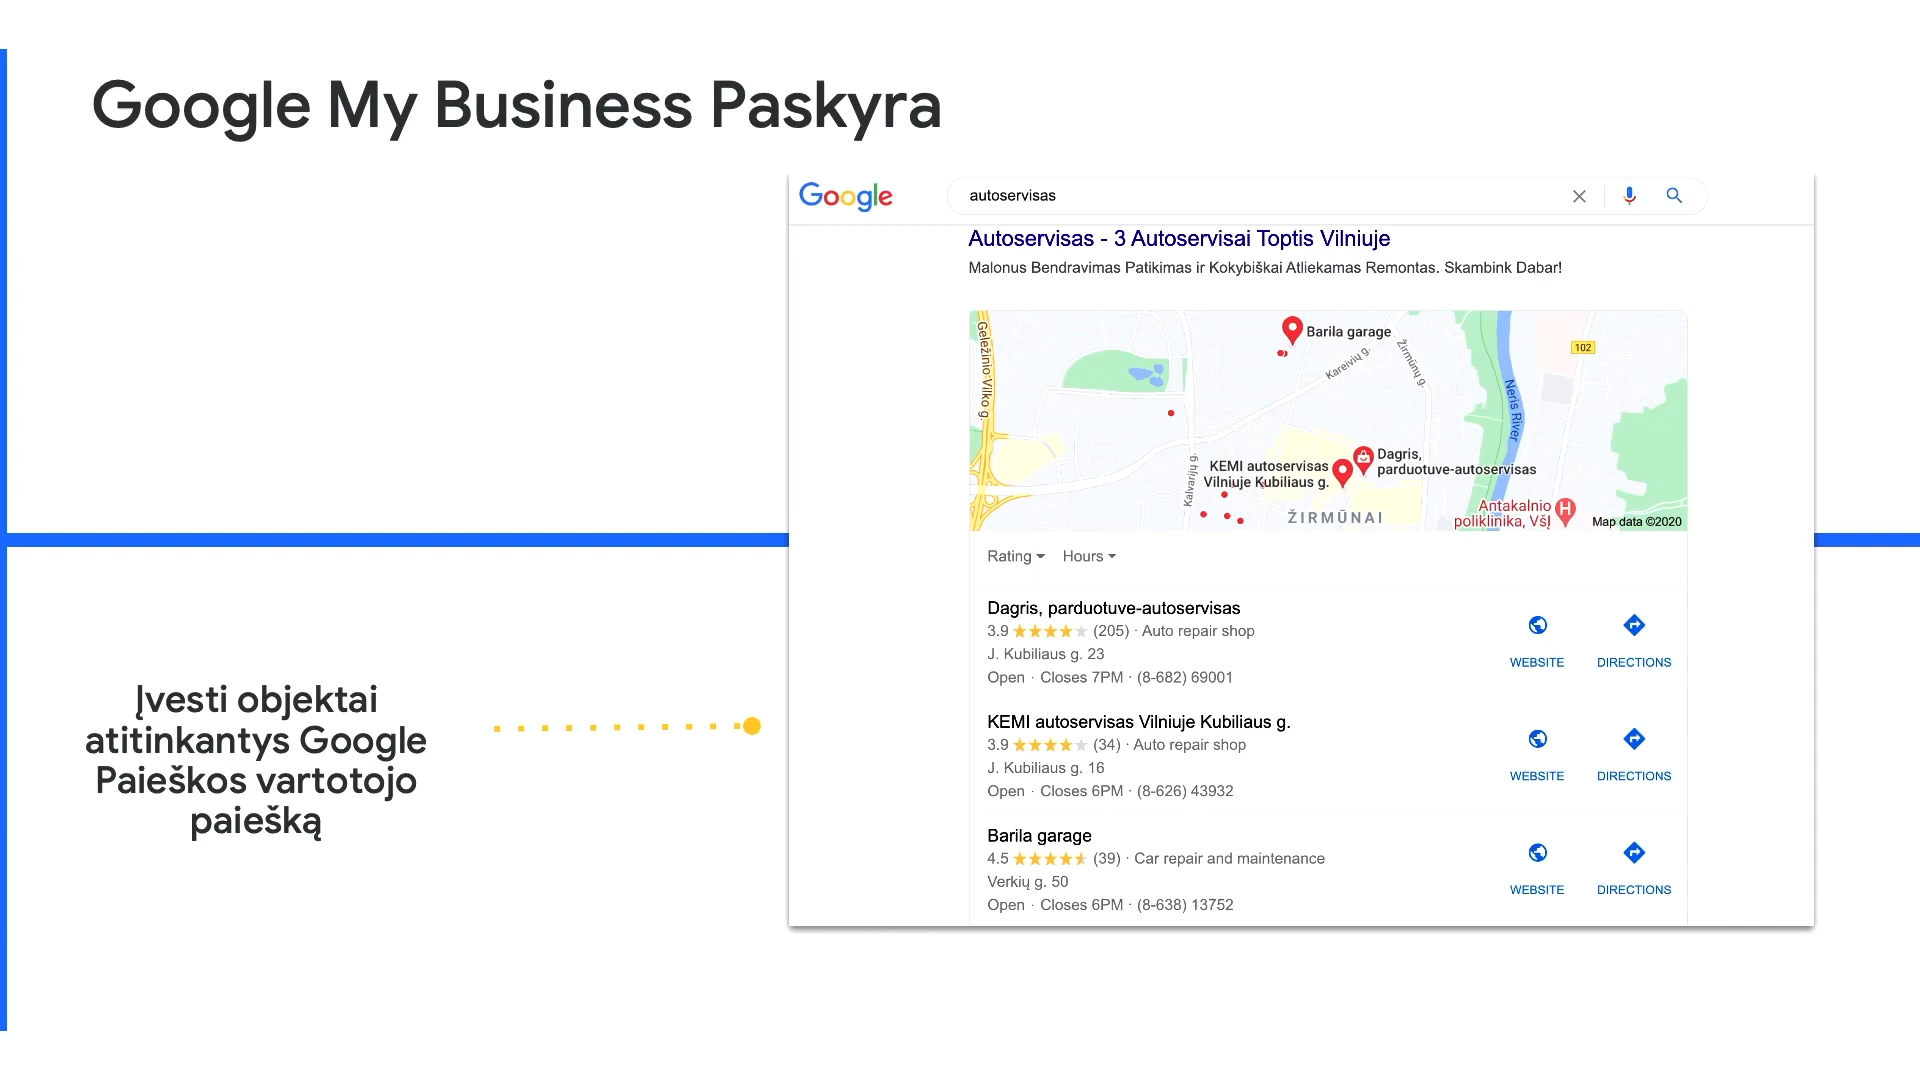 Google My Business Paskyra
Google
autoservisas
Autoservisas - 3 Autoservisai Toptis Vilniuje
Malonus Bendravimas Patikimas ir Kokybiškai Atliekamas Remontas. Skambink Dabar!
Geležinio Vilko g.
Barila garage
Kareivių g.
Žirmūnų g.
102
Neris River
Kalvarijų g.
KEMI autoservisas
Vilniuje Kubiliaus g.
Dagris,
parduotuve-autoservisas
ŽIRMŪNAI
Antakalnio
poliklinika, VšĮ
H
Map data ©2020
Rating Hours
Dagris, parduotuve-autoservisas
3.9 (205) · Auto repair shop
J. Kubiliaus g. 23
Open · Closes 7PM · (8-682) 69001
WEBSITE DIRECTIONS
KEMI autoservisas Vilniuje Kubiliaus g.
3.9 (34) · Auto repair shop
J. Kubiliaus g. 16
Open · Closes 6PM · (8-626) 43932
WEBSITE DIRECTIONS
Barila garage
4.5 (39) · Car repair and maintenance
Verkių g. 50
Open · Closes 6PM · (8-638) 13752
WEBSITE DIRECTIONS
Įvesti objektai
atitinkantys Google
Paieškos vartotojo
paiešką